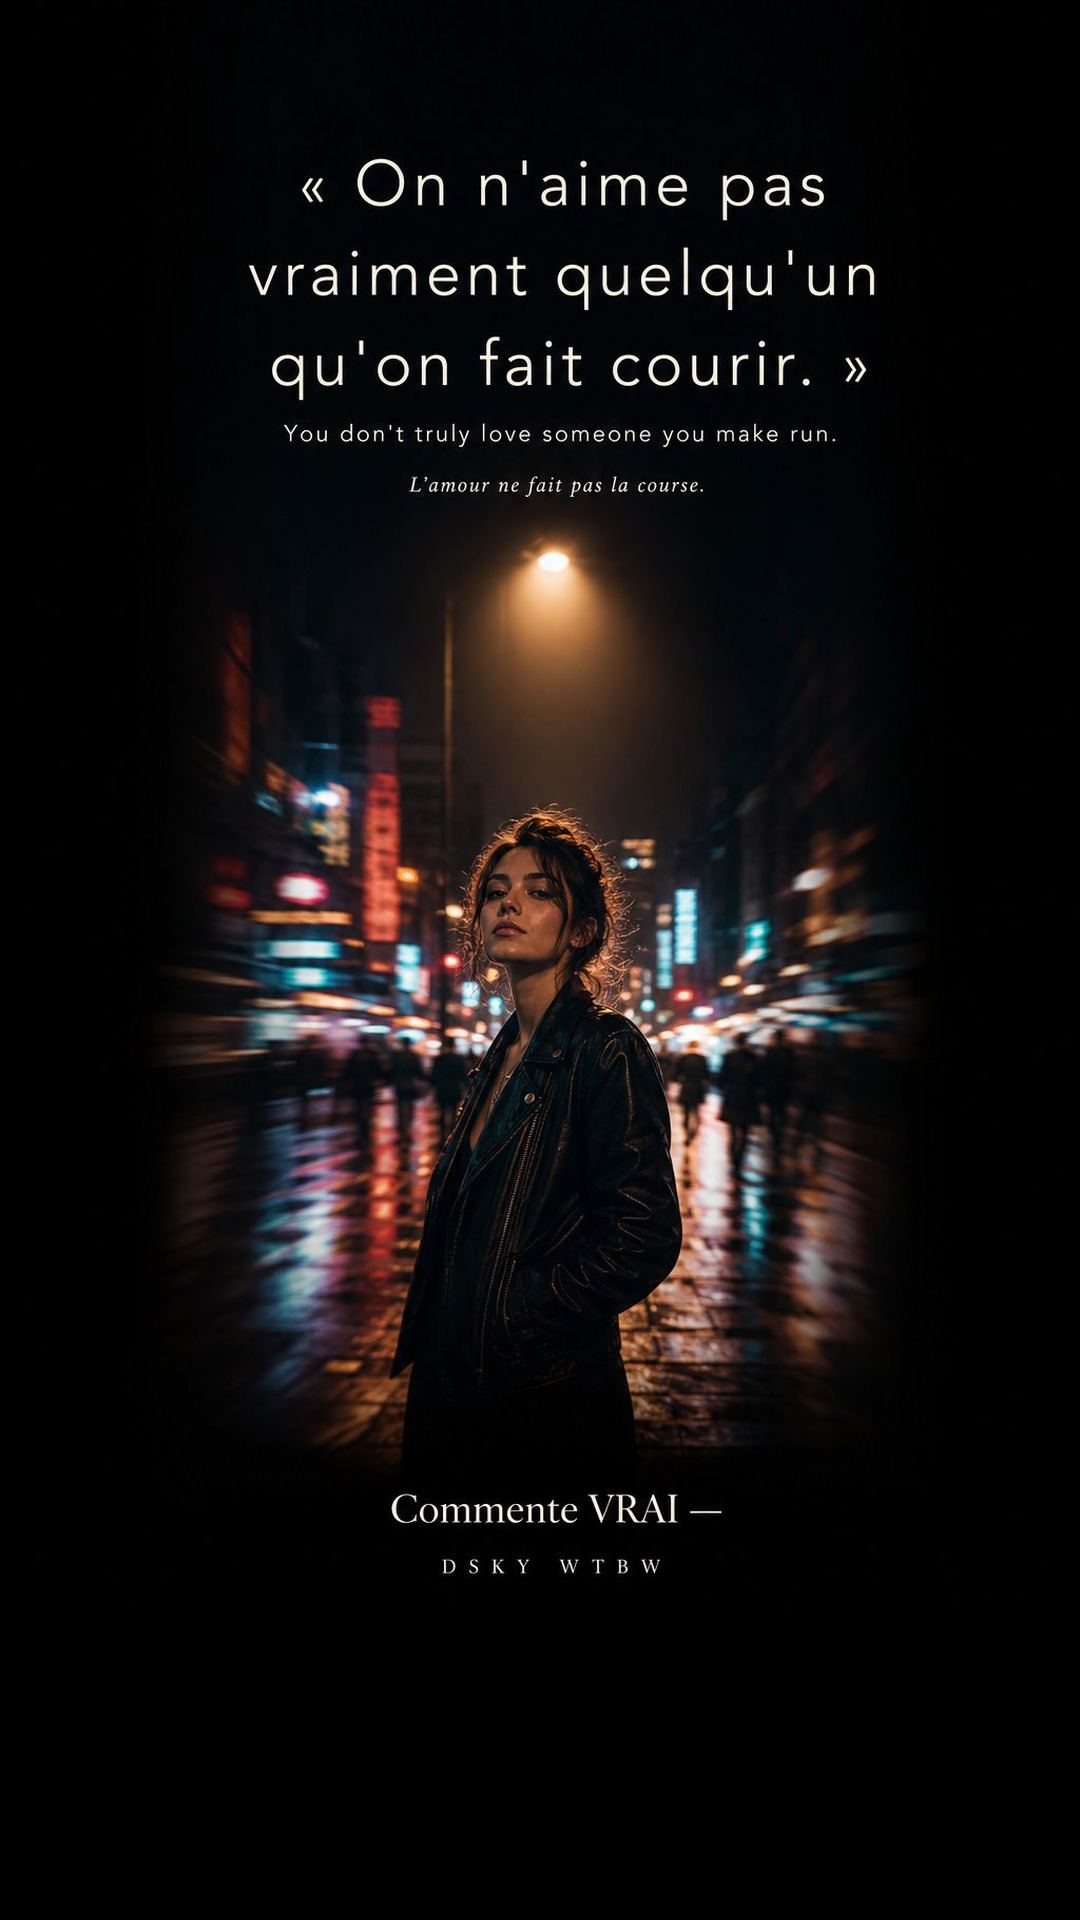 « On n'aime pas
vraiment quelqu'un
qu'on fait courir. »
You don't truly love someone you make run.
L’amour ne fait pas la course.
Commente VRAI —
DSKY WTBW